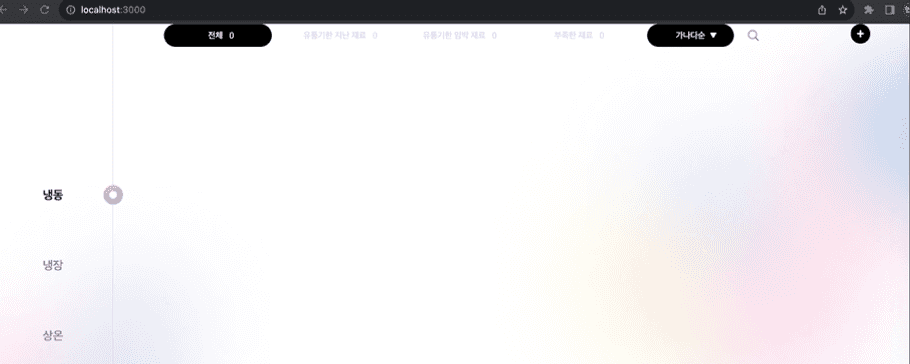 localhost:3000
전체 0 유통기한 지난 재료 0 유통기한 임박 재료 0 부족한 재료 0 가나다순 ▼
냉동
냉장
상온